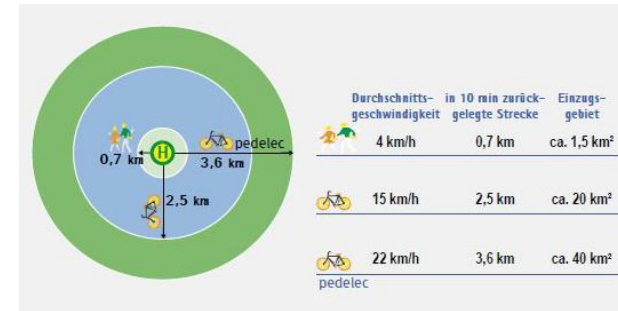 Durchschnitts- in 10 min zurück- Einzugs-
geschwindigkeit gelegte Strecke gebiet
4 km/h 0,7 km ca. 1,5 km²
15 km/h 2,5 km ca. 20 km²
22 km/h 3,6 km ca. 40 km²
pedelec
pedelec
0,7 km
H
3,6 km
2,5 km